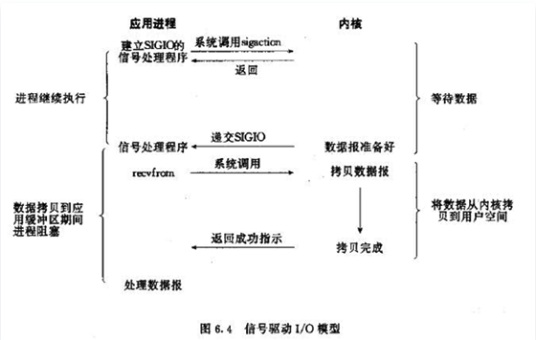 应用进程
内核
建立SIGIO的
信号处理程序
系统调用sigaction
返回
进程继续执行
等待数据
信号处理程序
递交SIGIO
数据报准备好
recvfrom
系统调用
拷贝数据报
数据拷贝到应
用缓冲区期间
进程阻塞
将数据从内核拷
贝到用户空间
返回成功指示
拷贝完成
处理数据报
图 6.4 信号驱动 I/O 模型